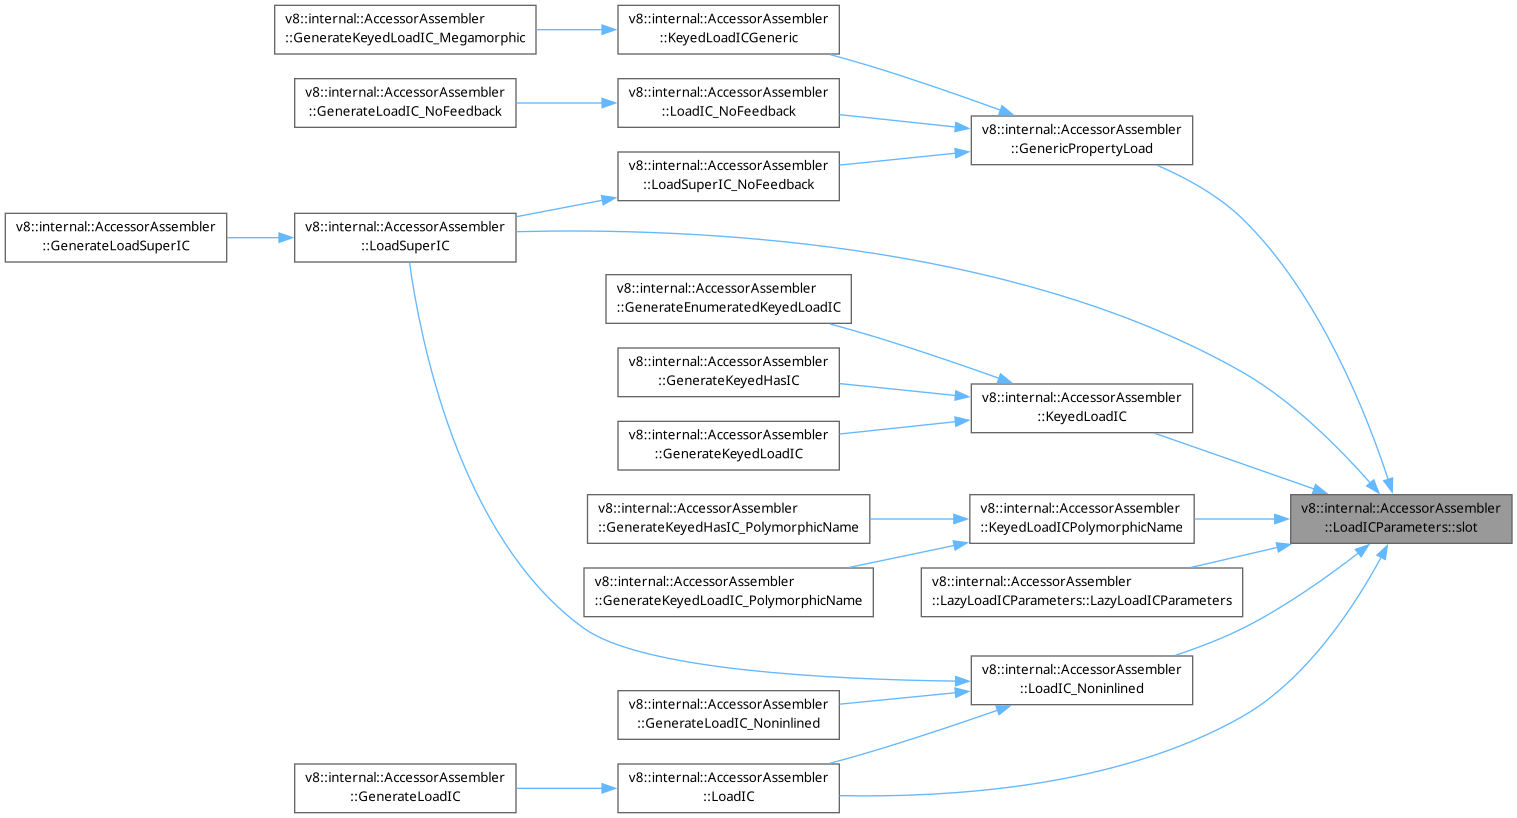 v8::internal::AccessorAssembler
::GenerateKeyedLoadIC_Megamorphic
v8::internal::AccessorAssembler
::KeyedLoadICGeneric
v8::internal::AccessorAssembler
::GenerateLoadIC_NoFeedback
v8::internal::AccessorAssembler
::LoadIC_NoFeedback
v8::internal::AccessorAssembler
::GenericPropertyLoad
v8::internal::AccessorAssembler
::LoadSuperIC_NoFeedback
v8::internal::AccessorAssembler
::GenerateLoadSuperIC
v8::internal::AccessorAssembler
::LoadSuperIC
v8::internal::AccessorAssembler
::GenerateEnumeratedKeyedLoadIC
v8::internal::AccessorAssembler
::GenerateKeyedHasIC
v8::internal::AccessorAssembler
::KeyedLoadIC
v8::internal::AccessorAssembler
::GenerateKeyedLoadIC
v8::internal::AccessorAssembler
::GenerateKeyedHasIC_PolymorphicName
v8::internal::AccessorAssembler
::KeyedLoadICPolymorphicName
v8::internal::AccessorAssembler
::LoadICParameters::slot
v8::internal::AccessorAssembler
::GenerateKeyedLoadIC_PolymorphicName
v8::internal::AccessorAssembler
::LazyLoadICParameters::LazyLoadICParameters
v8::internal::AccessorAssembler
::LoadIC_Noninlined
v8::internal::AccessorAssembler
::GenerateLoadIC_Noninlined
v8::internal::AccessorAssembler
::GenerateLoadIC
v8::internal::AccessorAssembler
::LoadIC